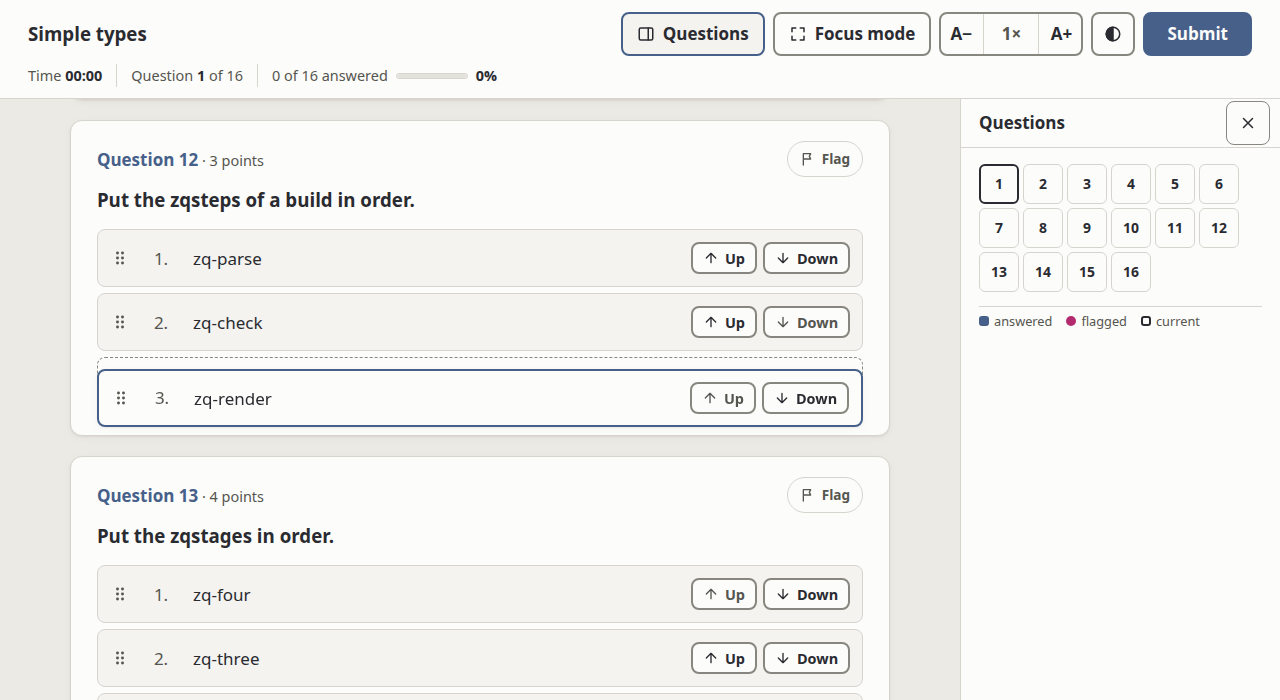 Simple types
Questions
Focus mode
A−
1×
A+
Submit
Time 00:00
Question 1 of 16
0 of 16 answered
0%
Question 12 · 3 points
Flag
Put the zqsteps of a build in order.
1. zq-parse Up Down
2. zq-check Up Down
3. zq-render Up Down
Question 13 · 4 points
Flag
Put the zqstages in order.
1. zq-four Up Down
2. zq-three Up Down
Questions
1 2 3 4 5 6
7 8 9 10 11 12
13 14 15 16
answered flagged current